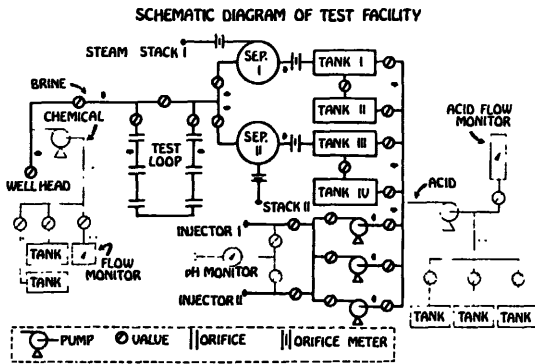 SCHEMATIC DIAGRAM OF TEST FACILITY
STEAM STACK I
SEP. I
TANK I
BRINE
TANK II
CHEMICAL
ACID FLOW MONITOR
TEST LOOP
SEP. II
TANK III
WELL HEAD
TANK IV
ACID
STACK II
INJECTOR I
FLOW MONITOR
TANK
TANK
pH MONITOR
INJECTOR II
TANK
TANK
TANK
PUMP
VALVE
ORIFICE
ORIFICE METER